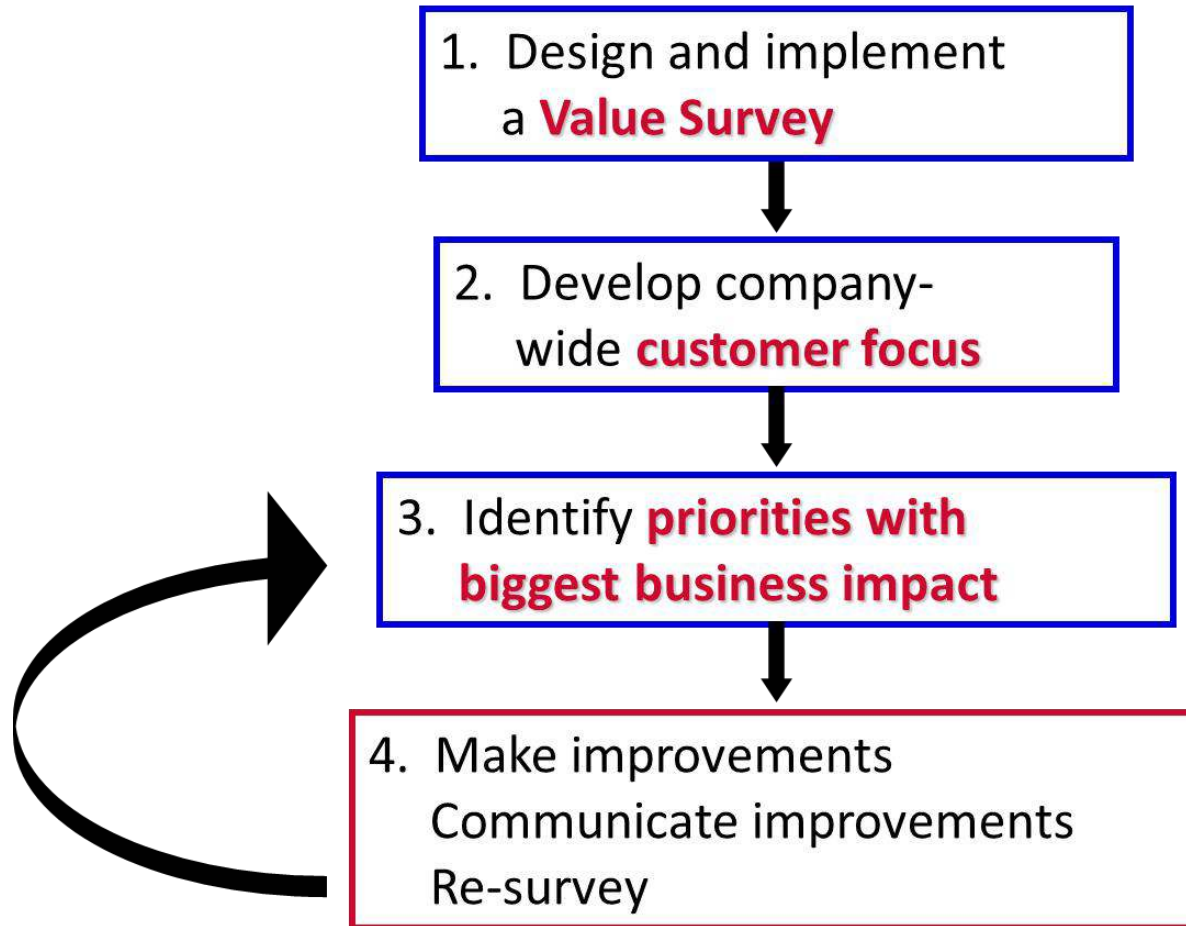 1. Design and implement
a Value Survey
2. Develop company-
wide customer focus
3. Identify priorities with
biggest business impact
4. Make improvements
Communicate improvements
Re-survey